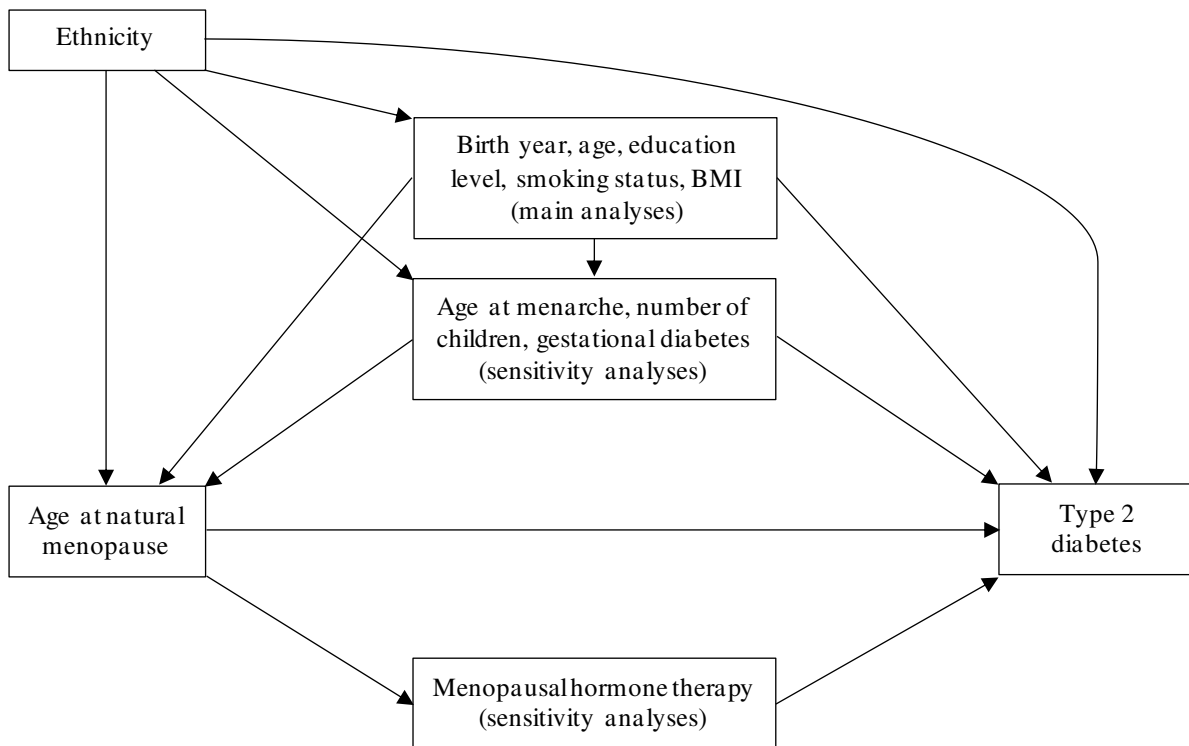 Ethnicity
Birth year, age, education
level, smoking status, BMI
(main analyses)
Age at menarche, number of
children, gestational diabetes
(sensitivity analyses)
Age at natural
menopause
Type 2
diabetes
Menopausal hormone therapy
(sensitivity analyses)